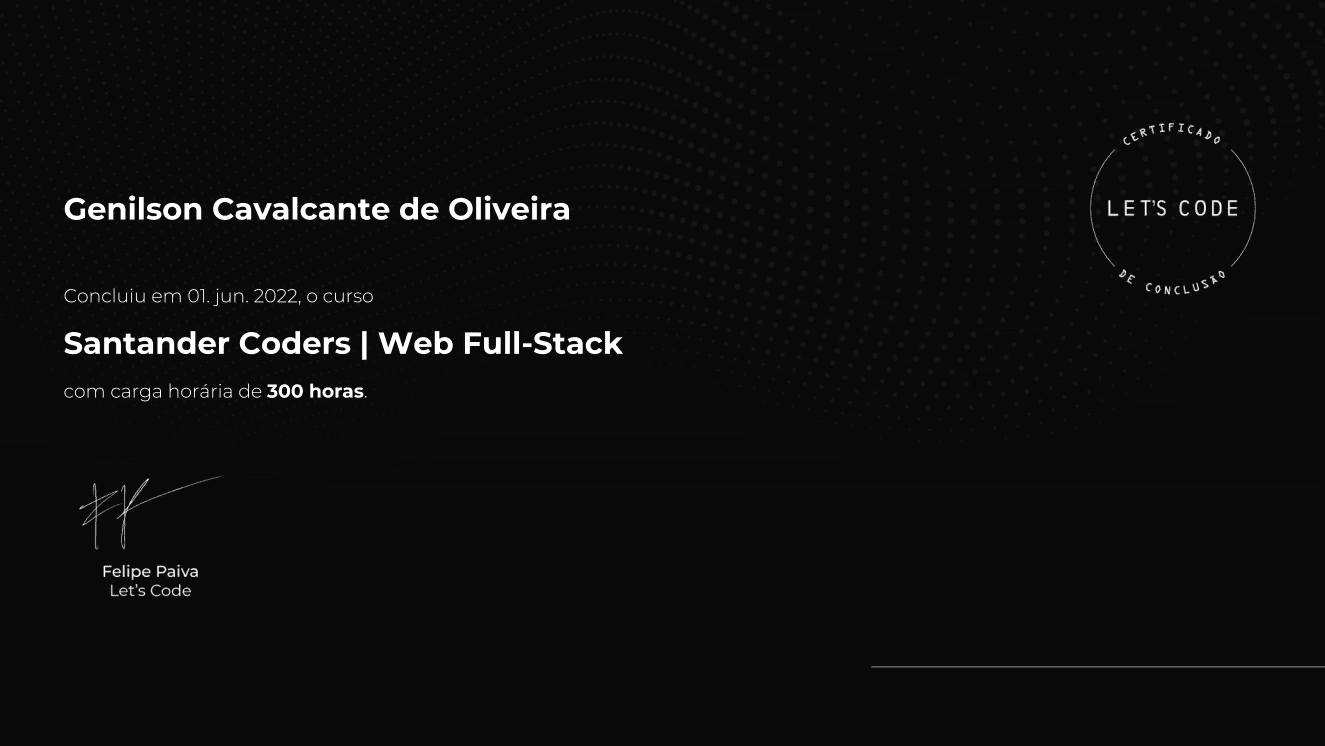 CERTIFICADO
LET'S CODE
DE CONCLUSÃO
Genilson Cavalcante de Oliveira
Concluiu em 01. jun. 2022, o curso
Santander Coders | Web Full-Stack
com carga horária de 300 horas.
Felipe Paiva
Let's Code